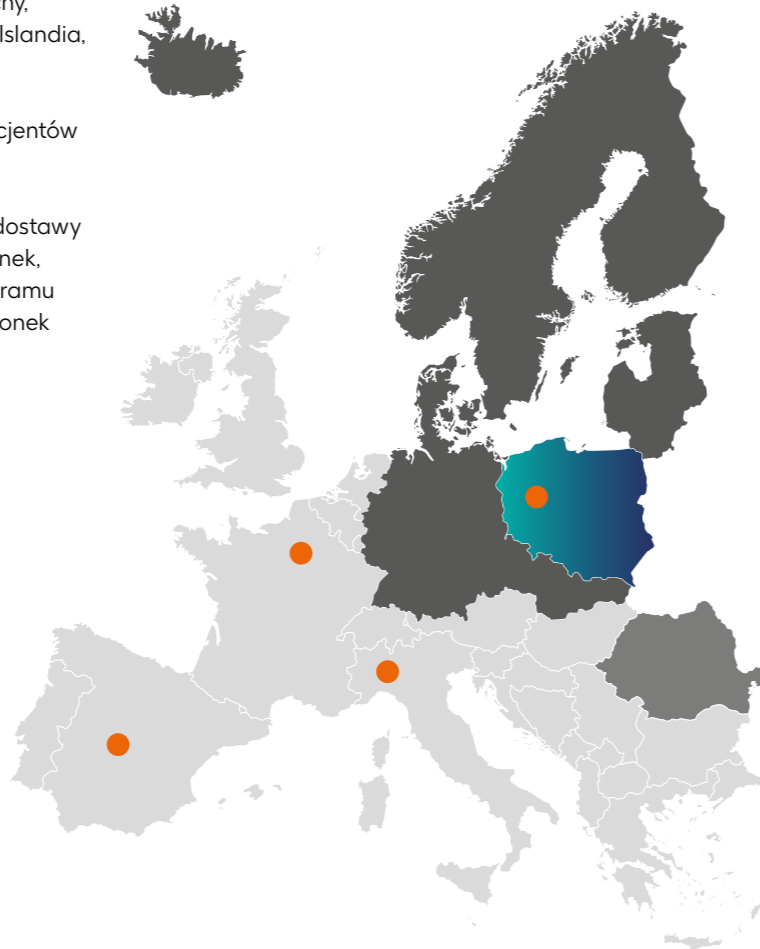 ny,
Islandia,
cjentów
dostawy
nek,
ramu
onek